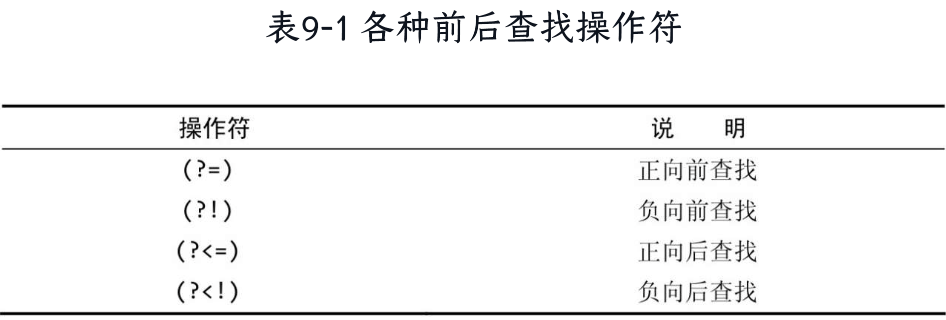 表9-1 各种前后查找操作符
操作符 说 明
(?=) 正向前查找
(?!) 负向前查找
(?<=) 正向后查找
(?<!) 负向后查找